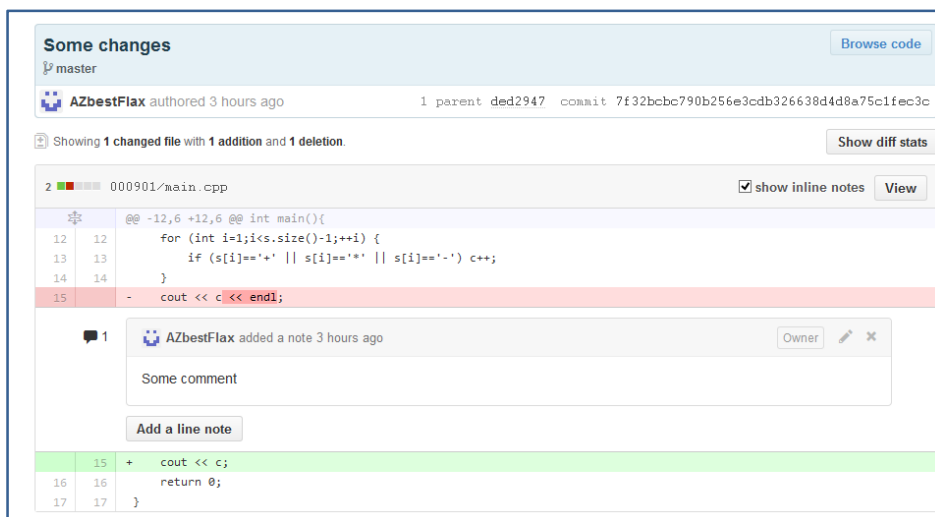 Some changes
Browse code
master
AZbestFlax authored 3 hours ago 1 parent ded2947 commit 7f32bcbc790b256e3cdb326638d4d8a75c1fec3c
Showing 1 changed file with 1 addition and 1 deletion.
Show diff stats
2 000901/main.cpp show inline notes View
@@ -12,6 +12,6 @@ int main(){
12 12 for (int i=1;i<s.size()-1;++i) {
13 13 if (s[i]=='+' || s[i]=='*' || s[i]=='-') c++;
14 14 }
15 - cout << c << endl;
1 AZbestFlax added a note 3 hours ago Owner
Some comment
Add a line note
15 + cout << c;
16 16 return 0;
17 17 }